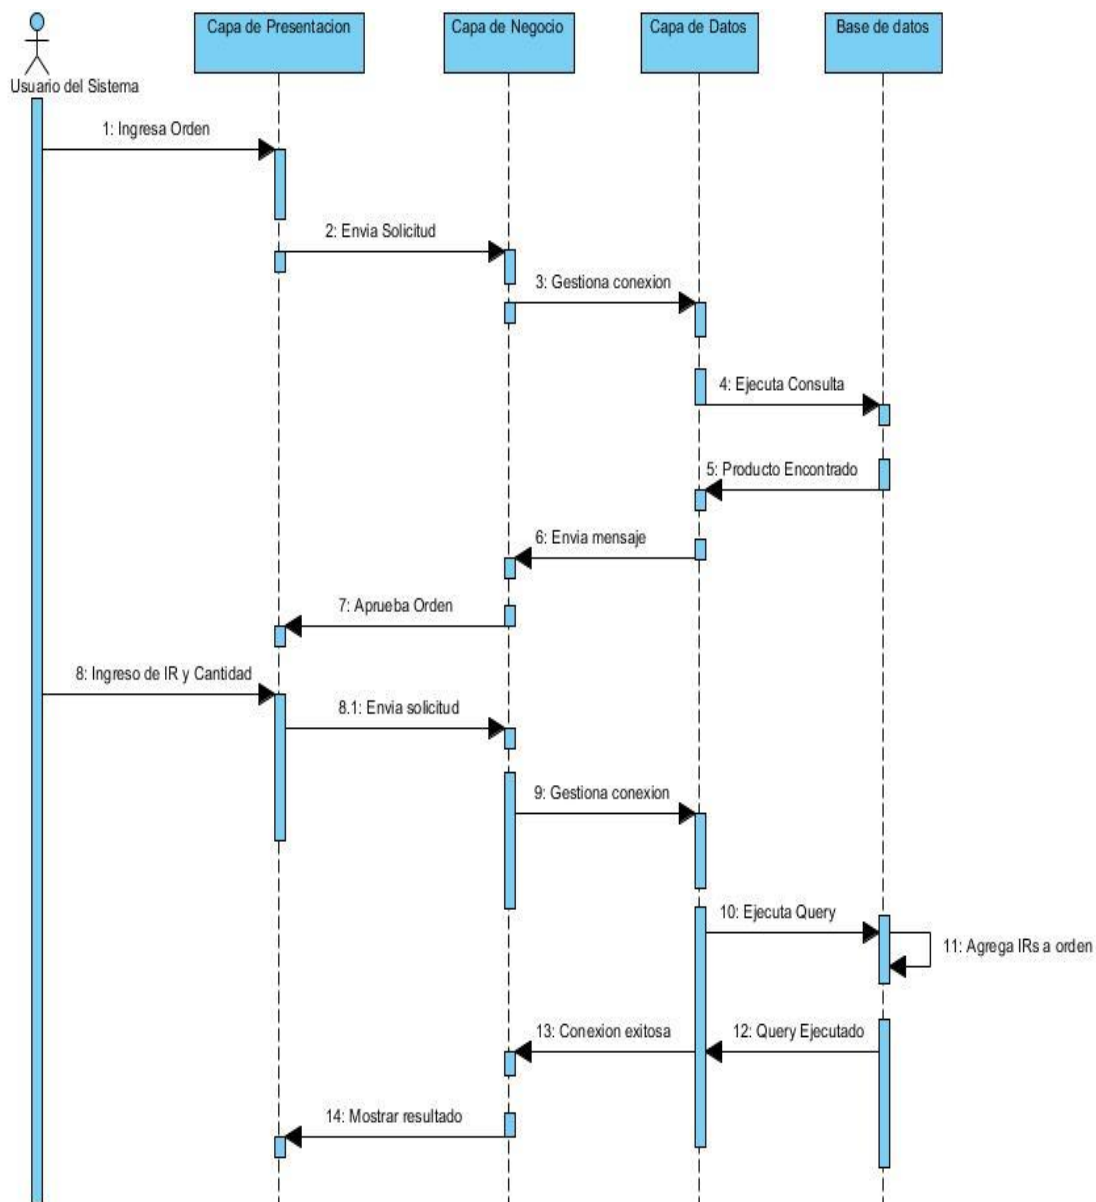 Capa de Presentacion
Capa de Negocio
Capa de Datos
Base de datos
Usuario del Sistema
1: Ingresa Orden
2: Envia Solicitud
3: Gestiona conexion
4: Ejecuta Consulta
5: Producto Encontrado
6: Envia mensaje
7: Aprueba Orden
8: Ingreso de IR y Cantidad
8.1: Envia solicitud
9: Gestiona conexion
10: Ejecuta Query
11: Agrega IRs a orden
13: Conexion exitosa
12: Query Ejecutado
14: Mostrar resultado